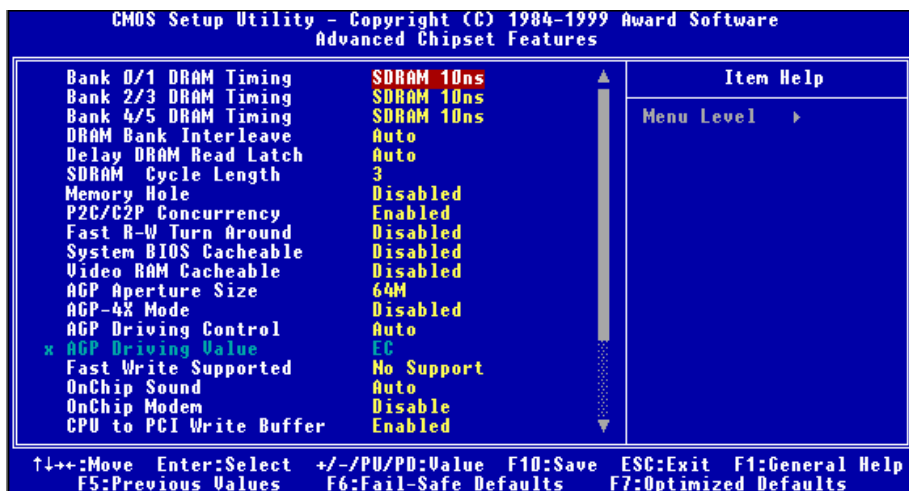 CMOS Setup Utility - Copyright (C) 1984-1999 Award Software
Advanced Chipset Features
Bank 0/1 DRAM Timing SDRAM 10ns
Bank 2/3 DRAM Timing SDRAM 10ns
Bank 4/5 DRAM Timing SDRAM 10ns
DRAM Bank Interleave Auto
Delay DRAM Read Latch Auto
SDRAM Cycle Length 3
Memory Hole Disabled
P2C/C2P Concurrency Enabled
Fast R-W Turn Around Disabled
System BIOS Cacheable Disabled
Video RAM Cacheable Disabled
AGP Aperture Size 64M
AGP-4X Mode Disabled
AGP Driving Control Auto
x AGP Driving Value EC
Fast Write Supported No Support
OnChip Sound Auto
OnChip Modem Disable
CPU to PCI Write Buffer Enabled
Item Help
Menu Level ▸
↑↓→←:Move Enter:Select +/-/PU/PD:Value F10:Save ESC:Exit F1:General Help
F5:Previous Values F6:Fail-Safe Defaults F7:Optimized Defaults